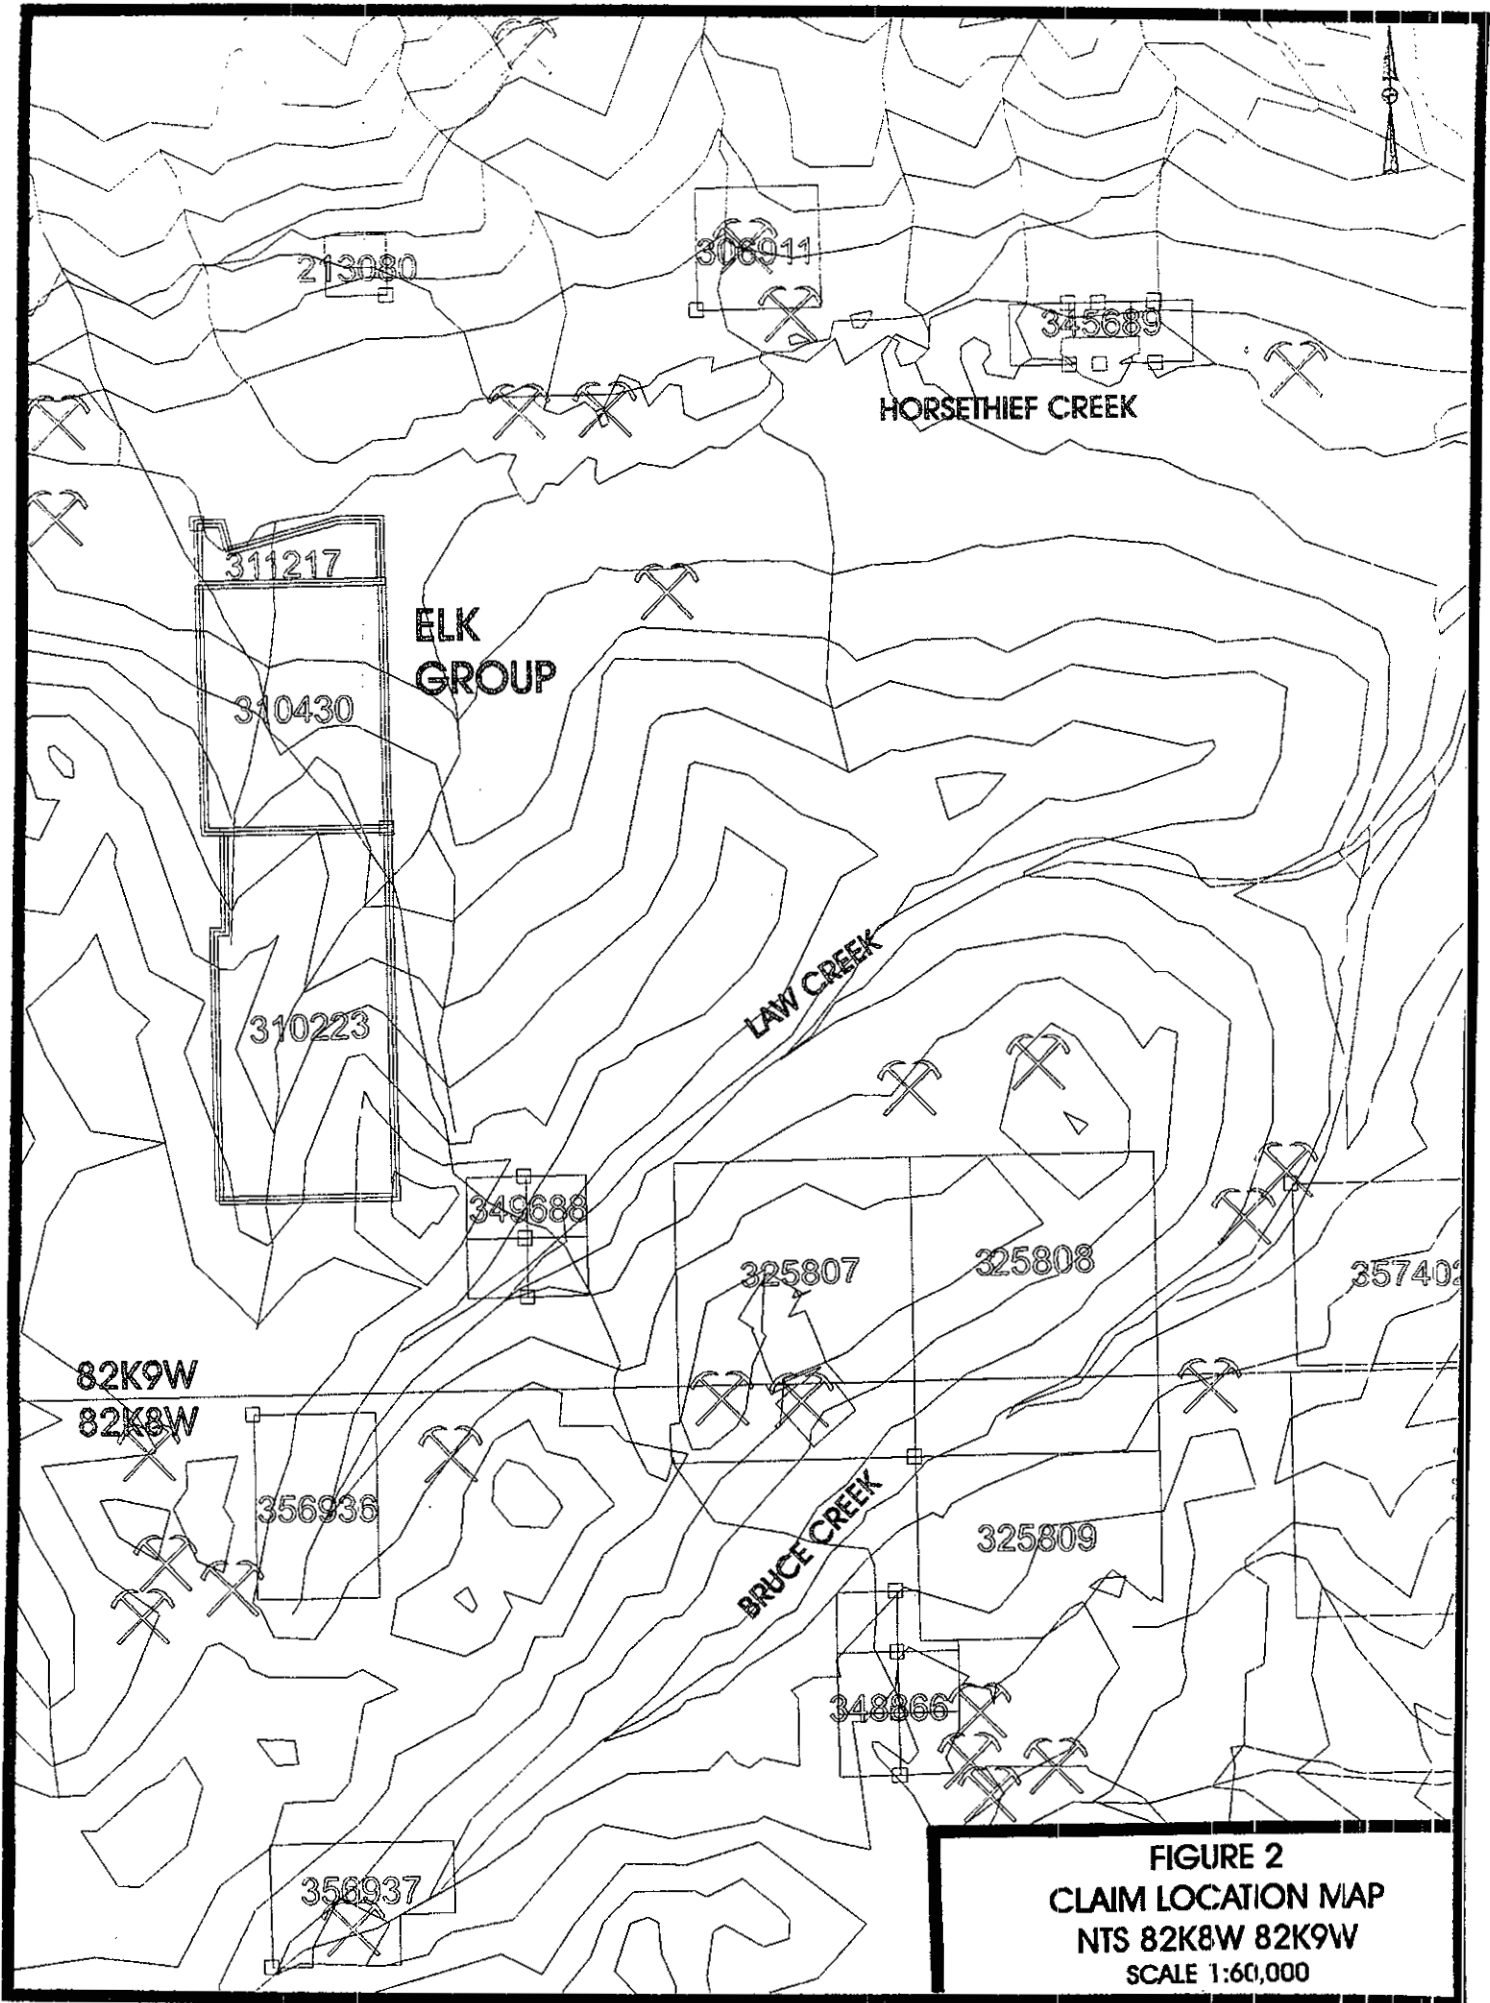 213080
306911
345689
HORSETHIEF CREEK
311217
ELK
GROUP
310430
LAW CREEK
310223
349688
325807
325808
82K9W
82K8W
356936
BRUCE CREEK
325809
348866
356937
FIGURE 2
CLAIM LOCATION MAP
NTS 82K8W 82K9W
SCALE 1:60,000